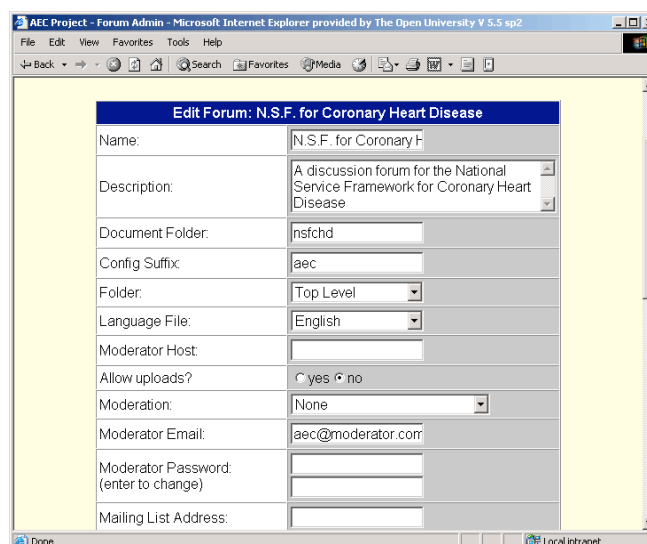 AEC Project - Forum Admin - Microsoft Internet Explorer provided by The Open University V 5.5 sp2
File Edit View Favorites Tools Help
Back Search Favorites Media
Edit Forum: N.S.F. for Coronary Heart Disease
Name: N.S.F. for Coronary H
Description: A discussion forum for the National
Service Framework for Coronary Heart
Disease
Document Folder: nsfchd
Config Suffix: aec
Folder: Top Level
Language File: English
Moderator Host:
Allow uploads? yes no
Moderation: None
Moderator Email: aec@moderator.com
Moderator Password:
(enter to change)
Mailing List Address:
Done Local intranet